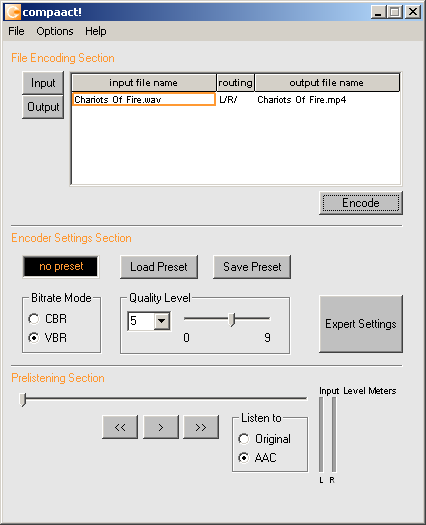 compaact!
File Options Help
File Encoding Section
Input
Output
input file name routing output file name
Chariots Of Fire.wav L/R/ Chariots Of Fire.mp4
Encode
Encoder Settings Section
no preset Load Preset Save Preset
Bitrate Mode
CBR
VBR
Quality Level
5
0 9
Expert Settings
Prelistening Section
Input Level Meters
<< > >>
Listen to
Original
AAC
L R